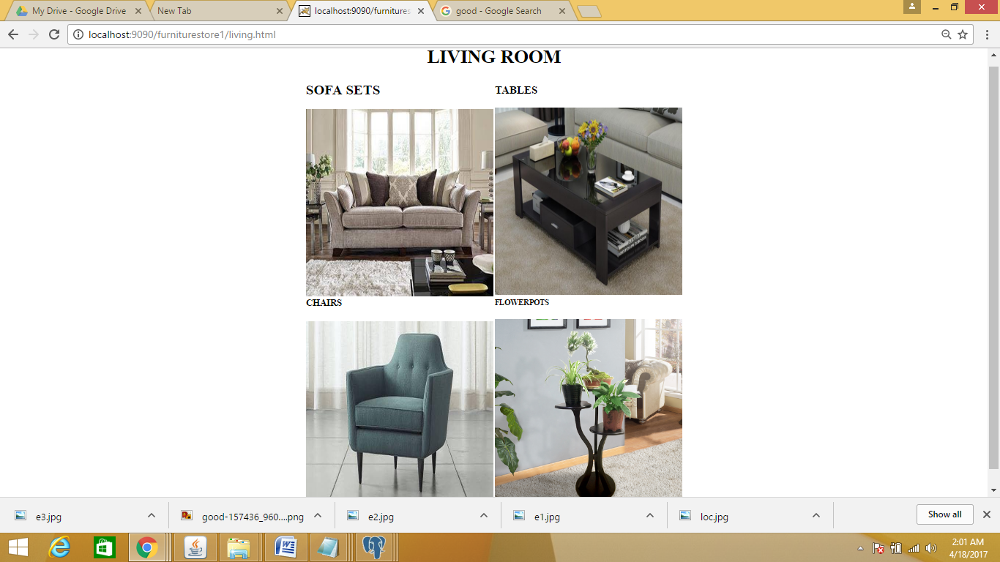 My Drive - Google Drive
New Tab
localhost:9090/furnitures
good - Google Search
localhost:9090/furniturestore1/living.html
LIVING ROOM
SOFA SETS
TABLES
CHAIRS
FLOWERPOTS
e3.jpg
good-157436_960....png
e2.jpg
e1.jpg
loc.jpg
Show all
2:01 AM
4/18/2017